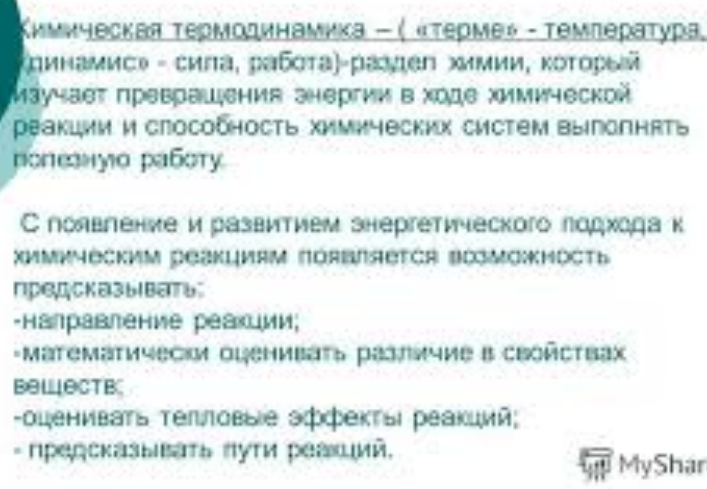 Химическая термодинамика – ( «терме» - температура,
«динамис» - сила, работа)-раздел химии, который
изучает превращения энергии в ходе химической
реакции и способность химических систем выполнять
полезную работу.
С появление и развитием энергетического подхода к
химическим реакциям появляется возможность
предсказывать:
-направление реакции;
-математически оценивать различие в свойствах
веществ;
-оценивать тепловые эффекты реакций;
- предсказывать пути реакций.
MyShar